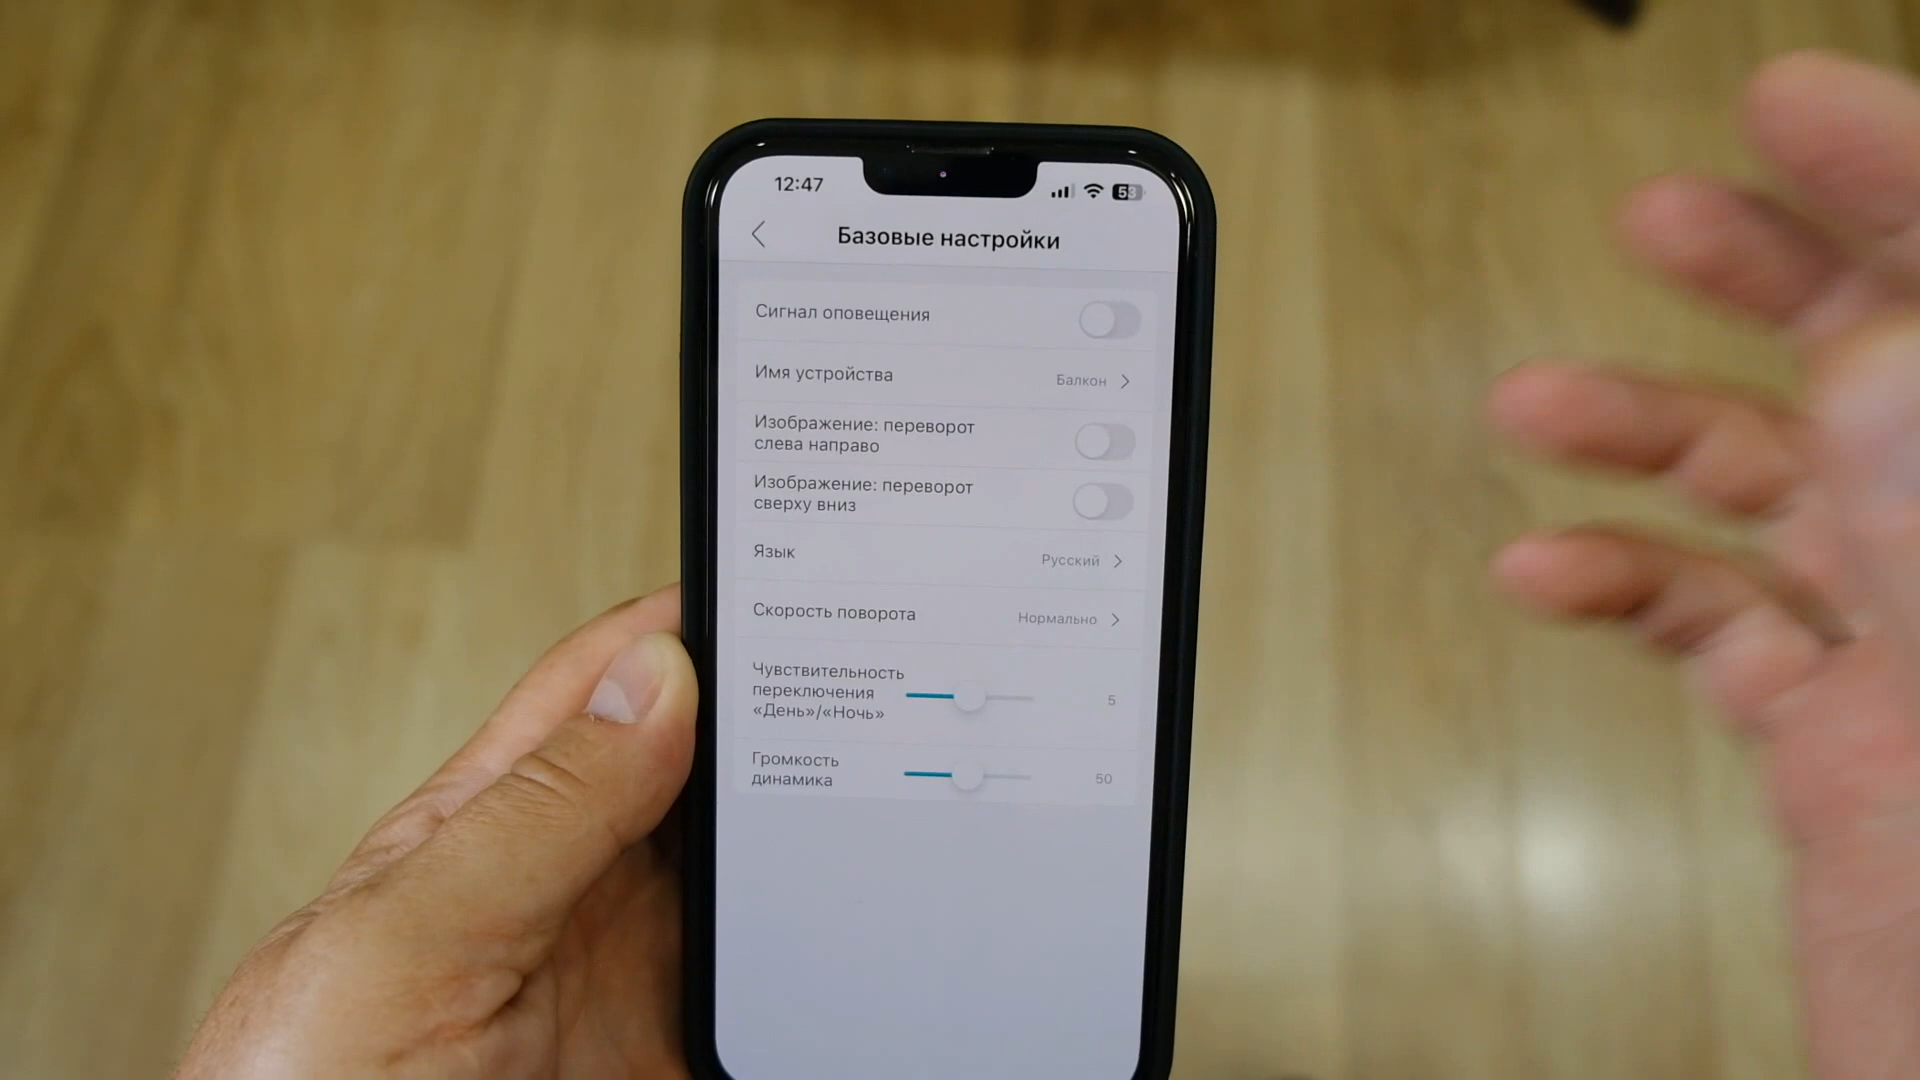 12:47
53
Базовые настройки
Сигнал оповещения
Имя устройства
Балкон
Изображение: переворот
слева направо
Изображение: переворот
сверху вниз
Язык
Русский
Скорость поворота
Нормально
Чувствительность
переключения
«День»/«Ночь»
5
Громкость
динамика
50